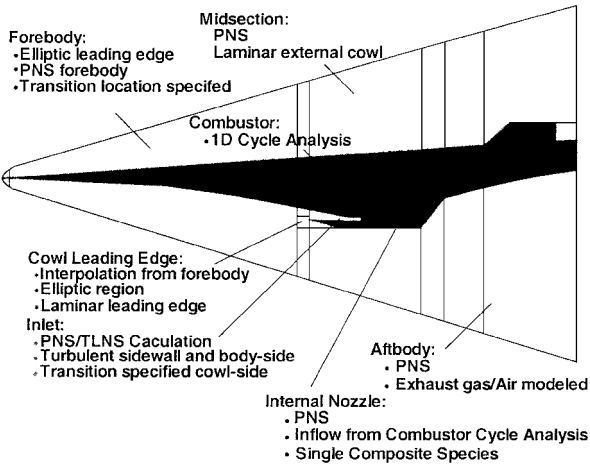 Forebody:
•Elliptic leading edge
•PNS forebody
•Transition location specifed
Midsection:
PNS
Laminar external cowl
Combustor:
•1D Cycle Analysis
Cowl Leading Edge:
•Interpolation from forebody
•Elliptic region
•Laminar leading edge
Inlet:
•PNS/TLNS Caculation
•Turbulent sidewall and body-side
•Transition specified cowl-side
Aftbody:
• PNS
• Exhaust gas/Air modeled
Internal Nozzle:
• PNS
• Inflow from Combustor Cycle Analysis
• Single Composite Species